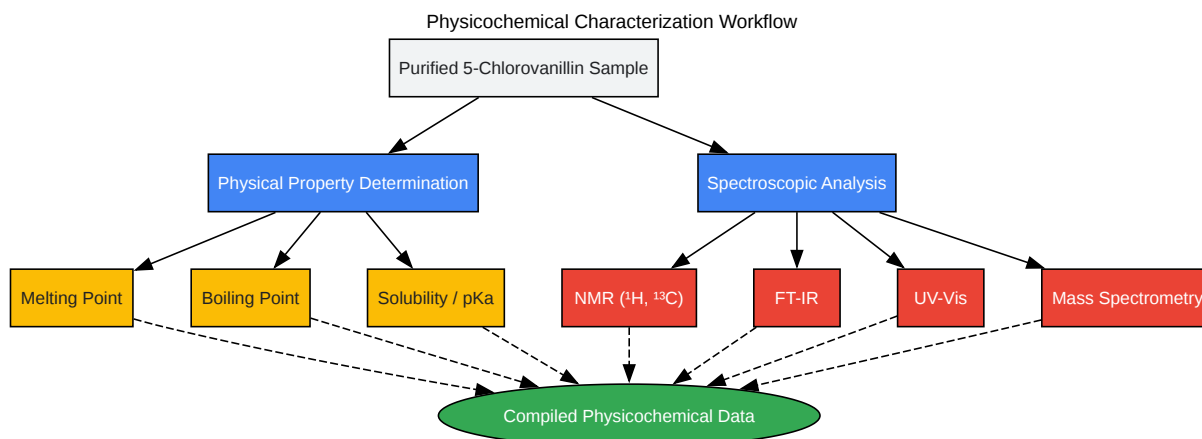 Physicochemical Characterization Workflow
Purified 5-Chlorovanillin Sample
Physical Property Determination
Spectroscopic Analysis
Melting Point
Boiling Point
Solubility / pKa
NMR (¹H, ¹³C)
FT-IR
UV-Vis
Mass Spectrometry
Compiled Physicochemical Data